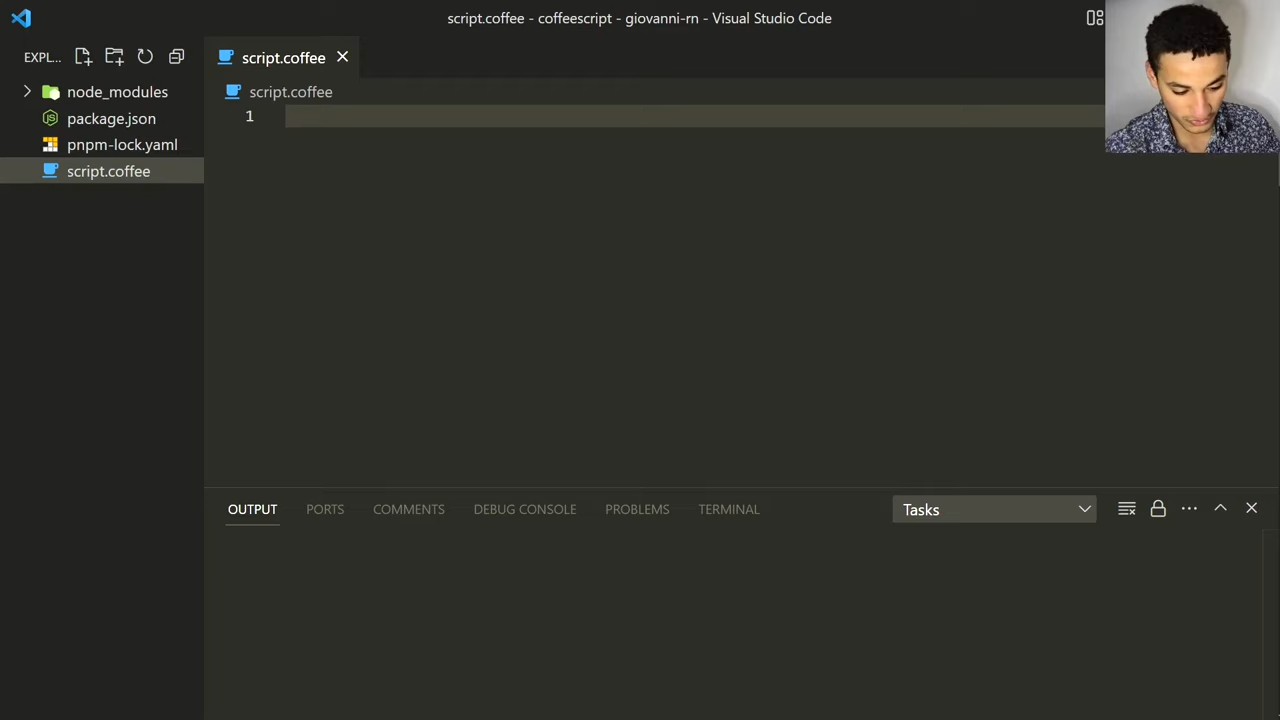 script.coffee - coffeescript - giovanni-rn - Visual Studio Code
EXPL...
script.coffee
node_modules
script.coffee
package.json
1
pnpm-lock.yaml
script.coffee
OUTPUT
PORTS
COMMENTS
DEBUG CONSOLE
PROBLEMS
TERMINAL
Tasks